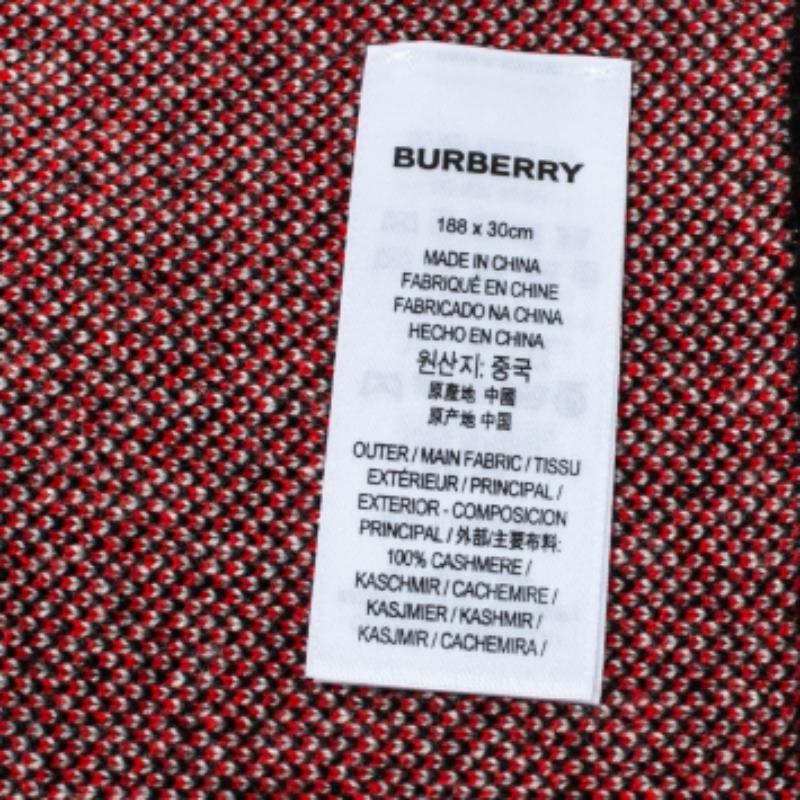 BURBERRY
188 x 30cm
MADE IN CHINA
FABRIQUÉ EN CHINE
FABRICADO NA CHINA
HECHO EN CHINA
원산지: 중국
原產地 中國
原产地 中国
OUTER / MAIN FABRIC / TISSU
EXTÉRIEUR / PRINCIPAL /
EXTERIOR - COMPOSICION
PRINCIPAL / 外部/主要布料:
100% CASHMERE /
KASCHMIR / CACHEMIRE /
KASJMIER / KASHMIR /
KASJMIR / CACHEMIRA /